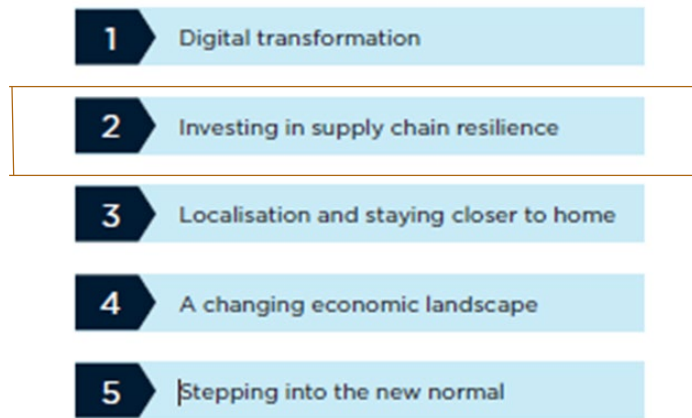 1 Digital transformation
2 Investing in supply chain resilience
3 Localisation and staying closer to home
4 A changing economic landscape
5 Stepping into the new normal